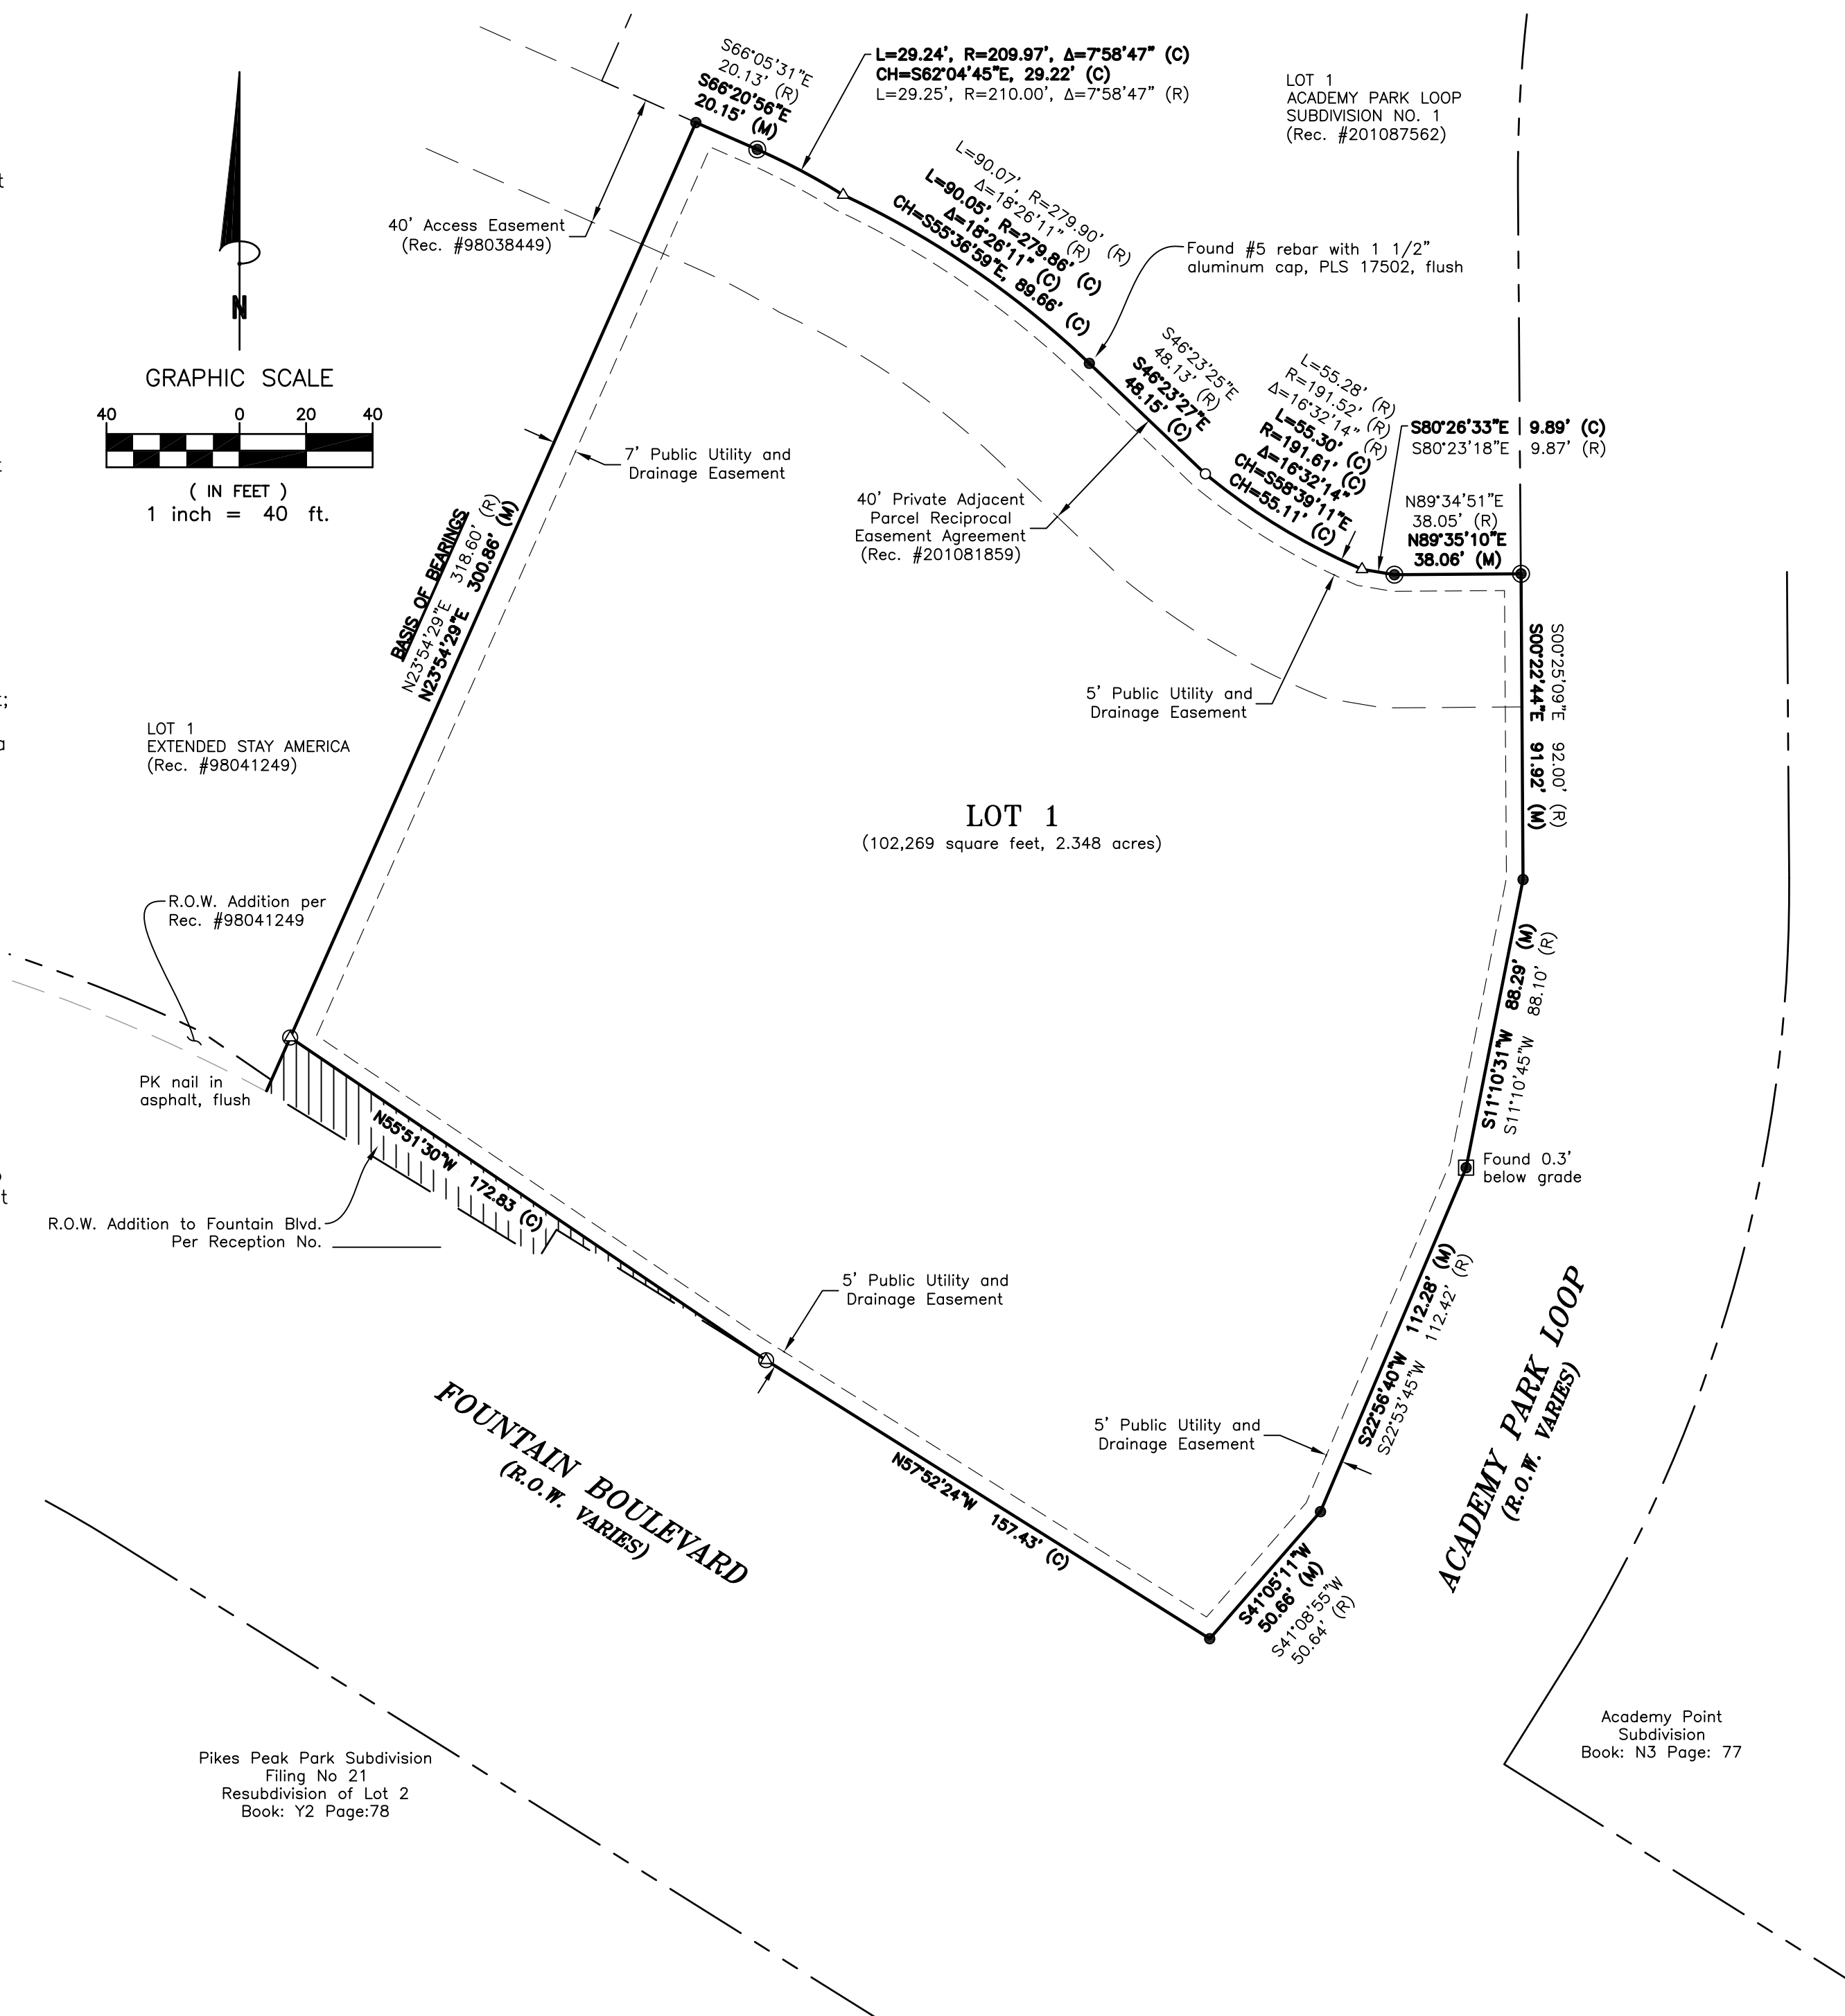 S66°05'31"E
20.13' (R)
S66°20'56"E
20.15' (M)
L=29.24', R=209.97', Δ=7°58'47" (C)
CH=S62°04'45"E, 29.22' (C)
L=29.25', R=210.00', Δ=7°58'47" (R)
LOT 1
ACADEMY PARK LOOP
SUBDIVISION NO. 1
(Rec. #201087562)
t
L=90.07', R=279.90' (R)
Δ=18°26'11" (R)
L=90.05', R=279.86' (C)
Δ=18°26'11" (C)
CH=S55°36'59"E, 89.66' (C)
40' Access Easement
(Rec. #98038449)
Found #5 rebar with 1 1/2"
aluminum cap, PLS 17502, flush
N
GRAPHIC SCALE
40 0 20 40
( IN FEET )
1 inch = 40 ft.
S46°23'25"E
48.13' (R)
S46°23'27"E
48.15' (C)
L=55.28' (R)
R=191.52' (R)
Δ=16°32'14" (R)
L=55.30' (C)
R=191.61' (C)
Δ=16°32'14"
CH=S58°39'11"E
CH=55.11' (C)
S80°26'33"E 9.89' (C)
S80°23'18"E 9.87' (R)
7' Public Utility and
Drainage Easement
40' Private Adjacent
Parcel Reciprocal
Easement Agreement
(Rec. #201081859)
N89°34'51"E
38.05' (R)
N89°35'10"E
38.06' (M)
BASIS OF BEARINGS
N23°54'29"E 318.60' (R)
N23°54'29"E 300.86' (M)
S00°25'09"E 92.00' (R)
S00°22'44"E 91.92' (M)
5' Public Utility and
Drainage Easement
;
a
LOT 1
EXTENDED STAY AMERICA
(Rec. #98041249)
LOT 1
(102,269 square feet, 2.348 acres)
R.O.W. Addition per
Rec. #98041249
S11°10'31"W 88.29' (M)
S11°10'45"W 88.10' (R)
PK nail in
asphalt, flush
N55°51'30"W 172.83 (C)
Found 0.3'
below grade
t
R.O.W. Addition to Fountain Blvd.
Per Reception No.
5' Public Utility and
Drainage Easement
S22°56'40"W 112.28' (M)
S22°53'45"W 112.42' (R)
ACADEMY PARK LOOP
(R.O.W. VARIES)
5' Public Utility and
Drainage Easement
FOUNTAIN BOULEVARD
(R.O.W. VARIES)
N57°52'24"W 157.43' (C)
S41°05'11"W
50.66' (M)
S41°08'55"W
50.64' (R)
Pikes Peak Park Subdivision
Filing No 21
Resubdivision of Lot 2
Book: Y2 Page:78
Academy Point
Subdivision
Book: N3 Page: 77